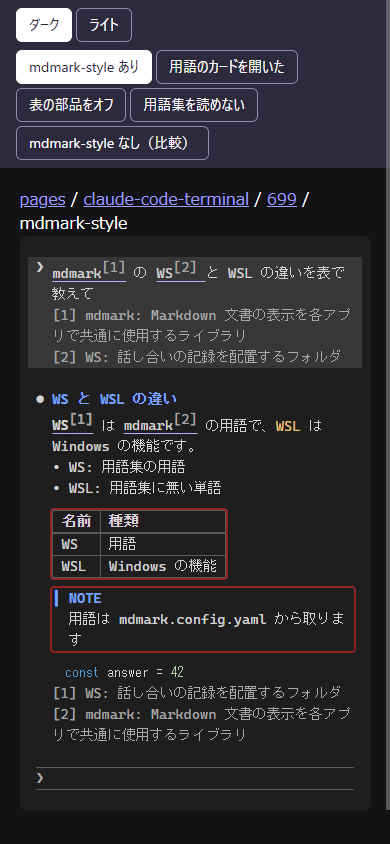 ダーク ライト
mdmark-style あり 用語のカードを開いた
表の部品をオフ 用語集を読めない
mdmark-style なし（比較）
pages / claude-code-terminal / 699 /
mdmark-style
❯ mdmark[1] の WS[2] と WSL の違いを表で
教えて
[1] mdmark: Markdown 文書の表示を各アプ
リで共通に使用するライブラリ
[2] WS: 話し合いの記録を配置するフォルダ
● WS と WSL の違い
WS[1] は mdmark[2] の用語で、WSL は
Windows の機能です。
• WS: 用語集の用語
• WSL: 用語集に無い単語
名前 種類
WS 用語
WSL Windows の機能
NOTE
用語は mdmark.config.yaml から取りま
す
const answer = 42
[1] WS: 話し合いの記録を配置するフォルダ
[2] mdmark: Markdown 文書の表示を各アプ
リで共通に使用するライブラリ
❯